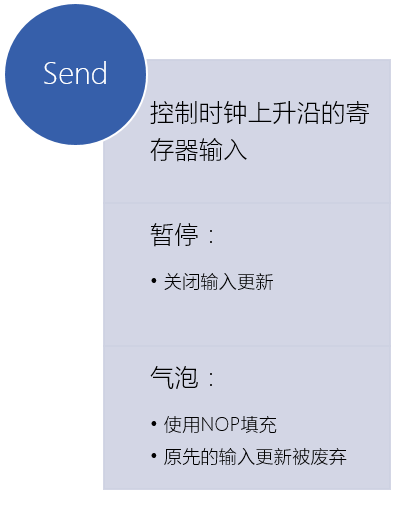 Send
控制时钟上升沿的寄
存器输入
暂停：
• 关闭输入更新
气泡：
• 使用NOP填充
• 原先的输入更新被废弃